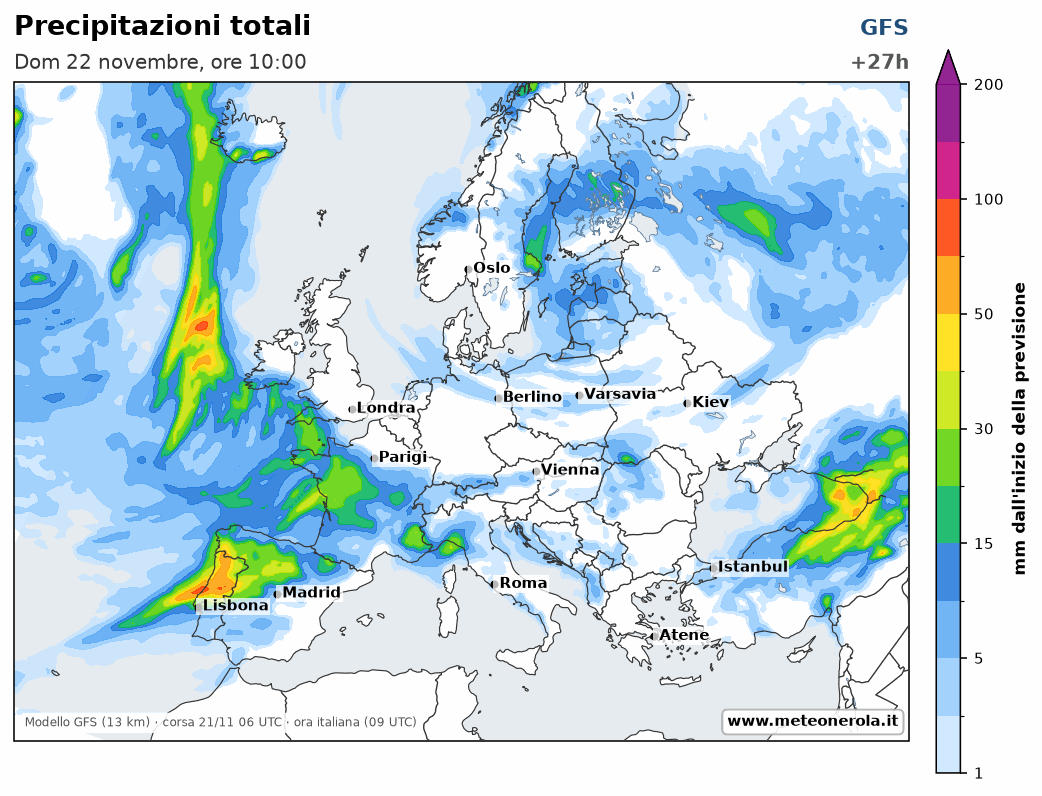 Precipitazioni totali
GFS
Dom 22 novembre, ore 10:00
+27h
200
100
50
30
15
5
1
mm dall'inizio della previsione
Oslo
Londra
Berlino
Varsavia
Kiev
Parigi
Vienna
Istanbul
Roma
Madrid
Lisbona
Atene
Modello GFS (13 km) · corsa 21/11 06 UTC · ora italiana (09 UTC)
www.meteonerola.it